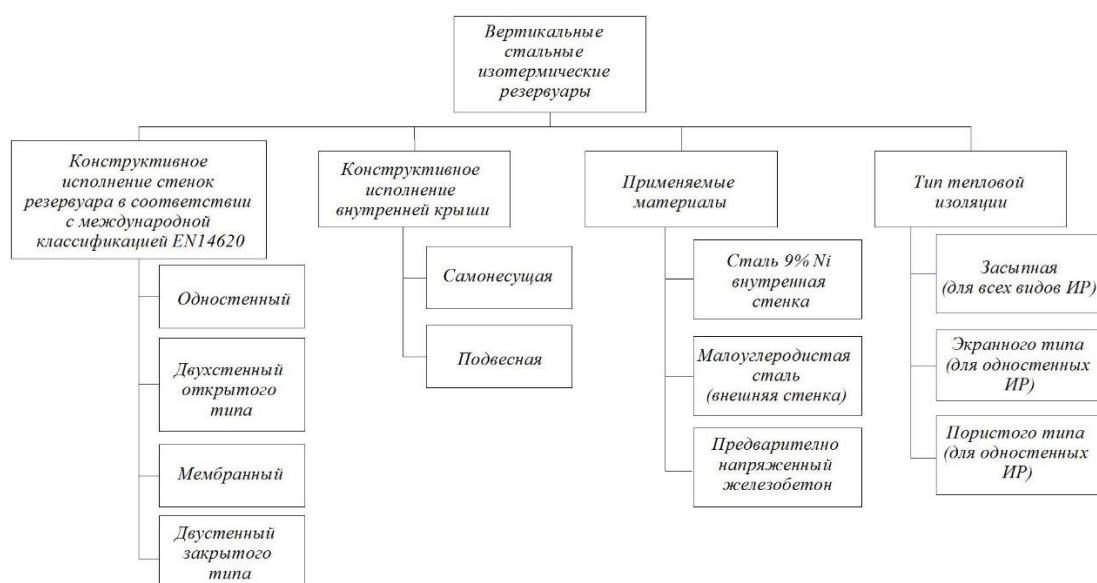 Вертикальные
стальные
изотермические
резервуары
Конструктивное
исполнение стенок
резервуара в соответствии
с международной
классификацией EN14620
Одностенный
Двухстенный
открытого
типа
Мембранный
Двустенный
закрытого
типа
Конструктивное
исполнение
внутренней крыши
Самонесущая
Подвесная
Применяемые
материалы
Сталь 9% Ni
внутренная
стенка
Малоуглеродистая
сталь
(внешняя стенка)
Предварително
напряженный
железобетон
Тип тепловой
изоляции
Засыпная
(для всех видов ИР)
Экранного типа
(для одностенных
ИР)
Пористого типа
(для одностенных
ИР)